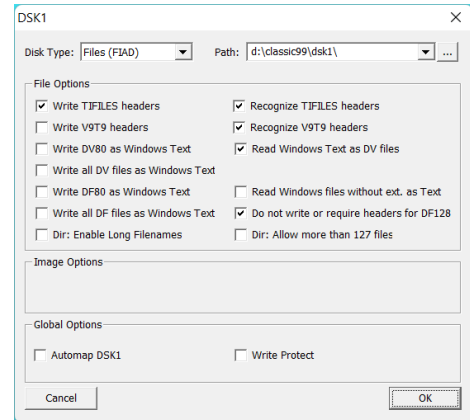 DSK1
Disk Type: Files (FIAD) Path: d:\classic99\dsk1\ ...
File Options
Write TIFILES headers Recognize TIFILES headers
Write V9T9 headers Recognize V9T9 headers
Write DV80 as Windows Text Read Windows Text as DV files
Write all DV files as Windows Text
Write DF80 as Windows Text Read Windows files without ext. as Text
Write all DF files as Windows Text Do not write or require headers for DF128
Dir: Enable Long Filenames Dir: Allow more than 127 files
Image Options
Global Options
Automap DSK1 Write Protect
Cancel OK